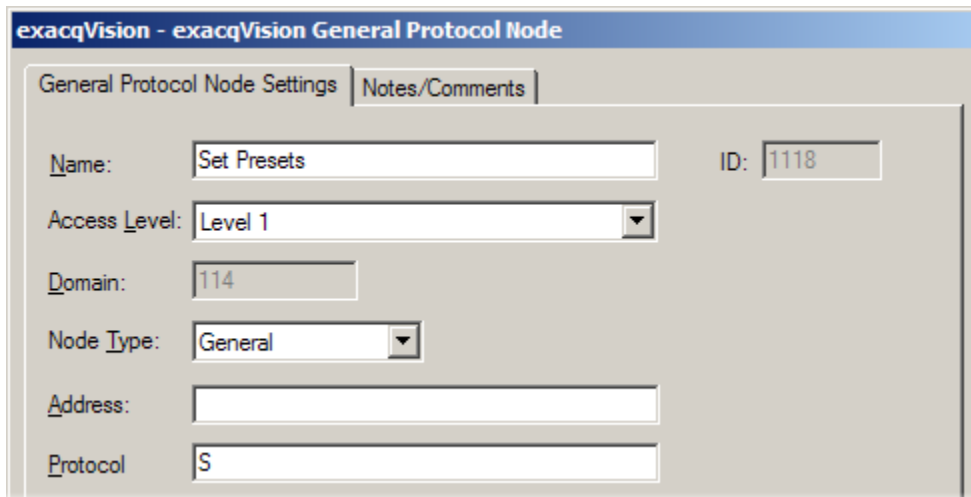 exacqVision - exacqVision General Protocol Node
General Protocol Node Settings Notes/Comments
Name: Set Presets ID: 1118
Access Level: Level 1
Domain: 114
Node Type: General
Address:
Protocol S